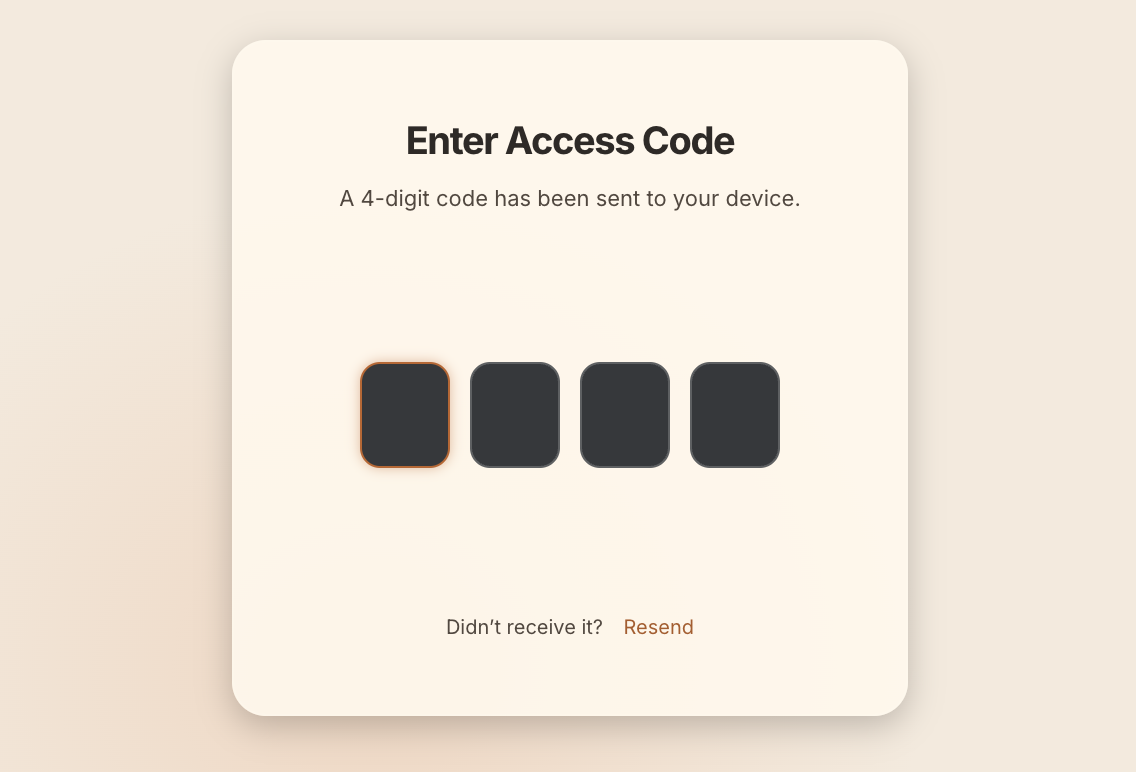 Enter Access Code
A 4-digit code has been sent to your device.
Didn’t receive it? Resend